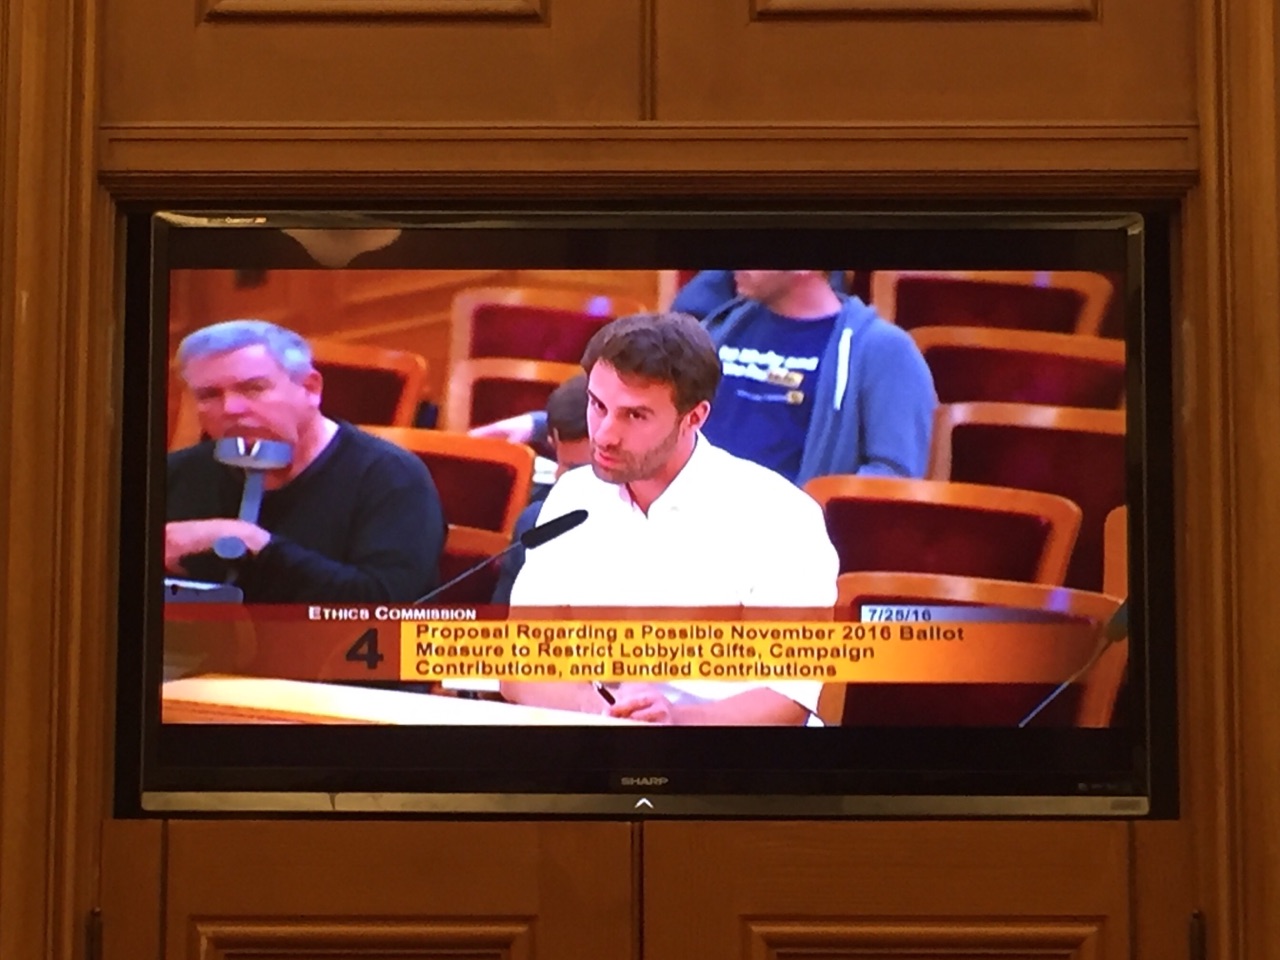 ETHICS COMMISSION
7/25/16
4
Proposal Regarding a Possible November 2016 Ballot
Measure to Restrict Lobbyist Gifts, Campaign
Contributions, and Bundled Contributions
SHARP